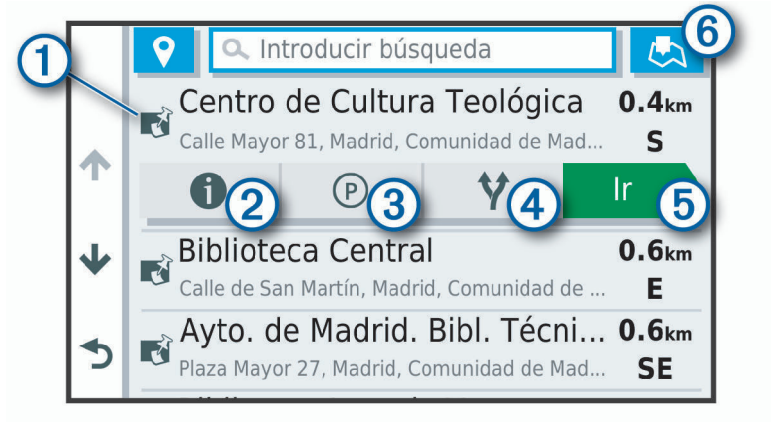 6
1
Introducir búsqueda
Centro de Cultura Teológica 0.4km
Calle Mayor 81, Madrid, Comunidad de Mad... S
i 2 P 3 4 Ir 5
Biblioteca Central 0.6km
Calle de San Martín, Madrid, Comunidad de ... E
Ayto. de Madrid. Bibl. Técni... 0.6km
Plaza Mayor 27, Madrid, Comunidad de Mad... SE